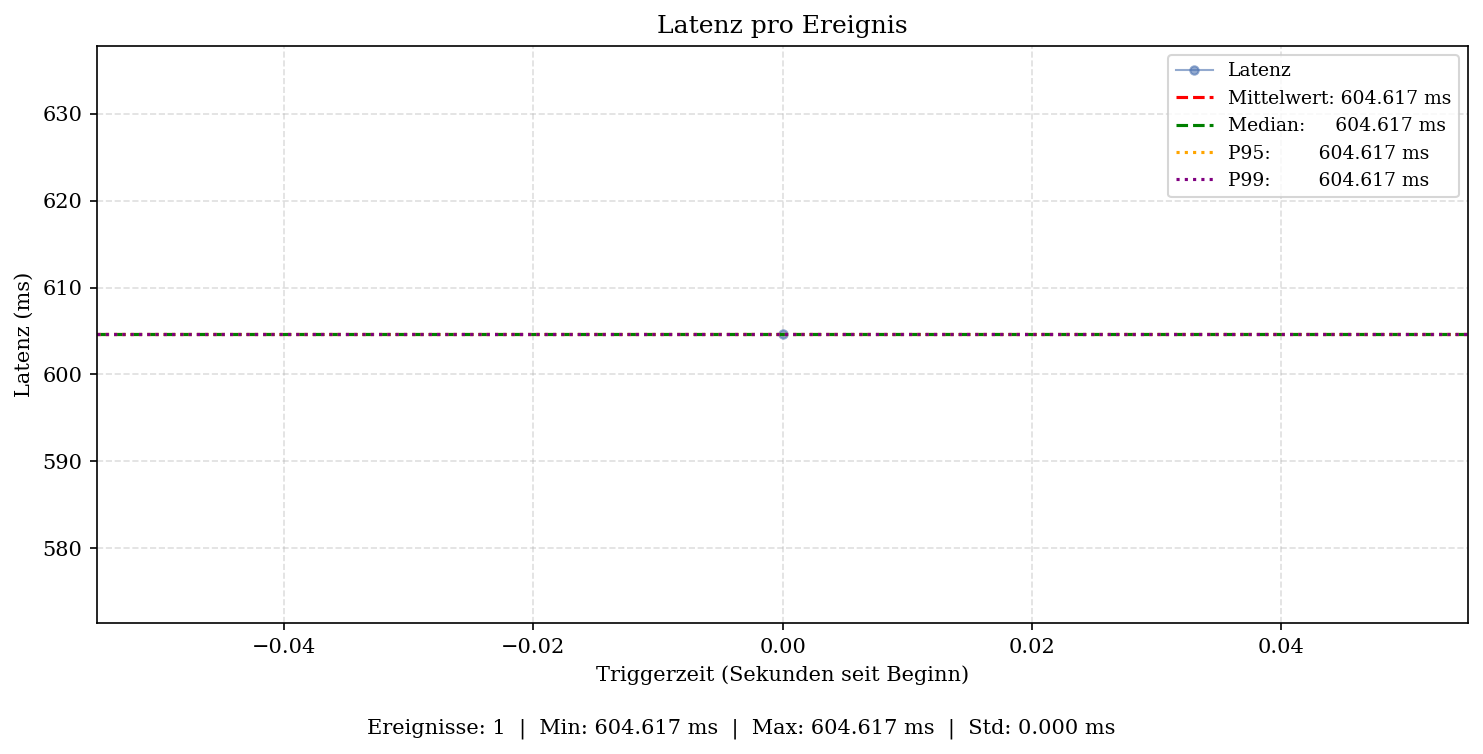 Latenz pro Ereignis
Latenz
Mittelwert: 604.617 ms
Median: 604.617 ms
P95: 604.617 ms
P99: 604.617 ms
Latenz (ms)
630
620
610
600
590
580
−0.04 −0.02 0.00 0.02 0.04
Triggerzeit (Sekunden seit Beginn)
Ereignisse: 1 | Min: 604.617 ms | Max: 604.617 ms | Std: 0.000 ms